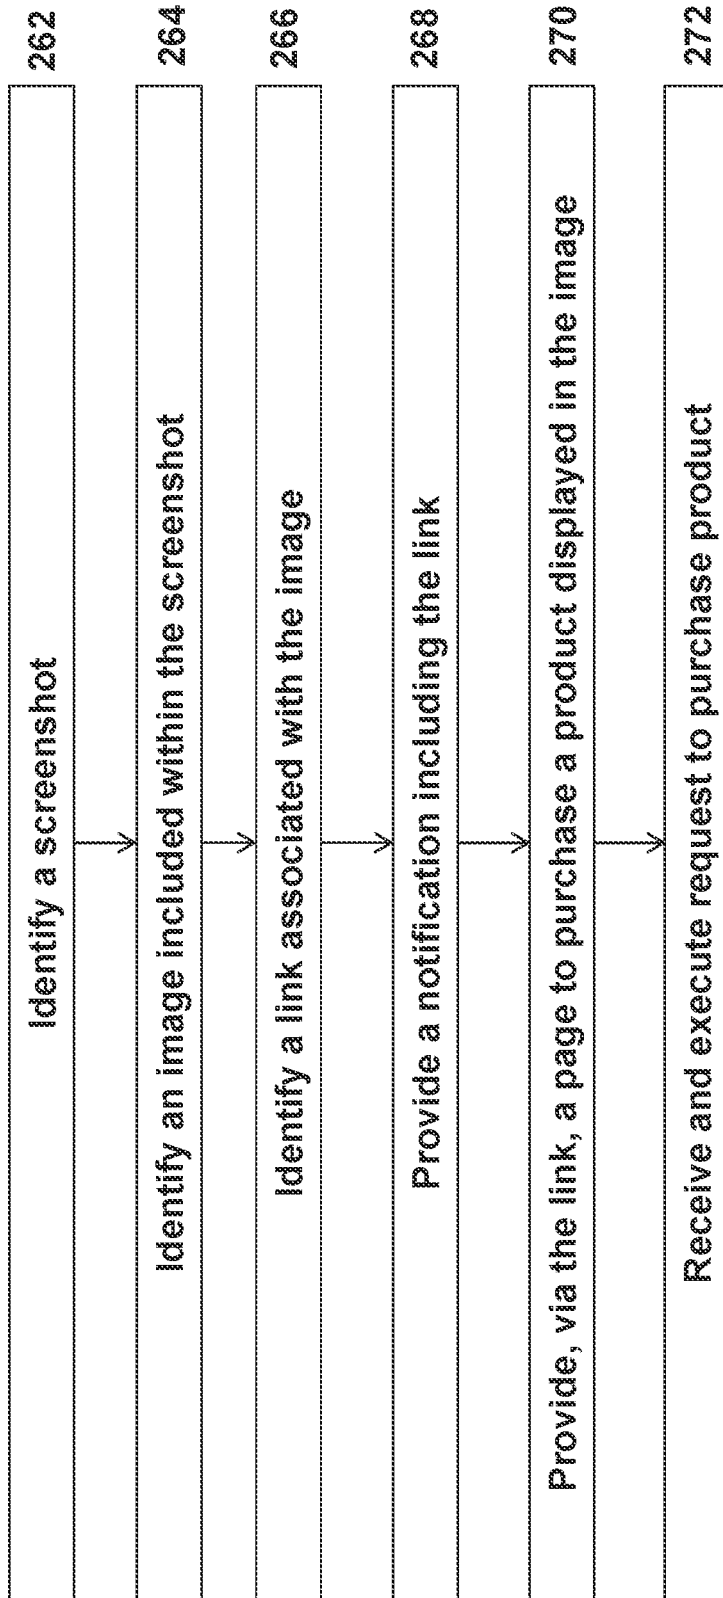 Identify a screenshot
262
Identify an image included within the screenshot
264
Identify a link associated with the image
266
Provide a notification including the link
268
Provide, via the link, a page to purchase a product displayed in the image
270
Receive and execute request to purchase product
272